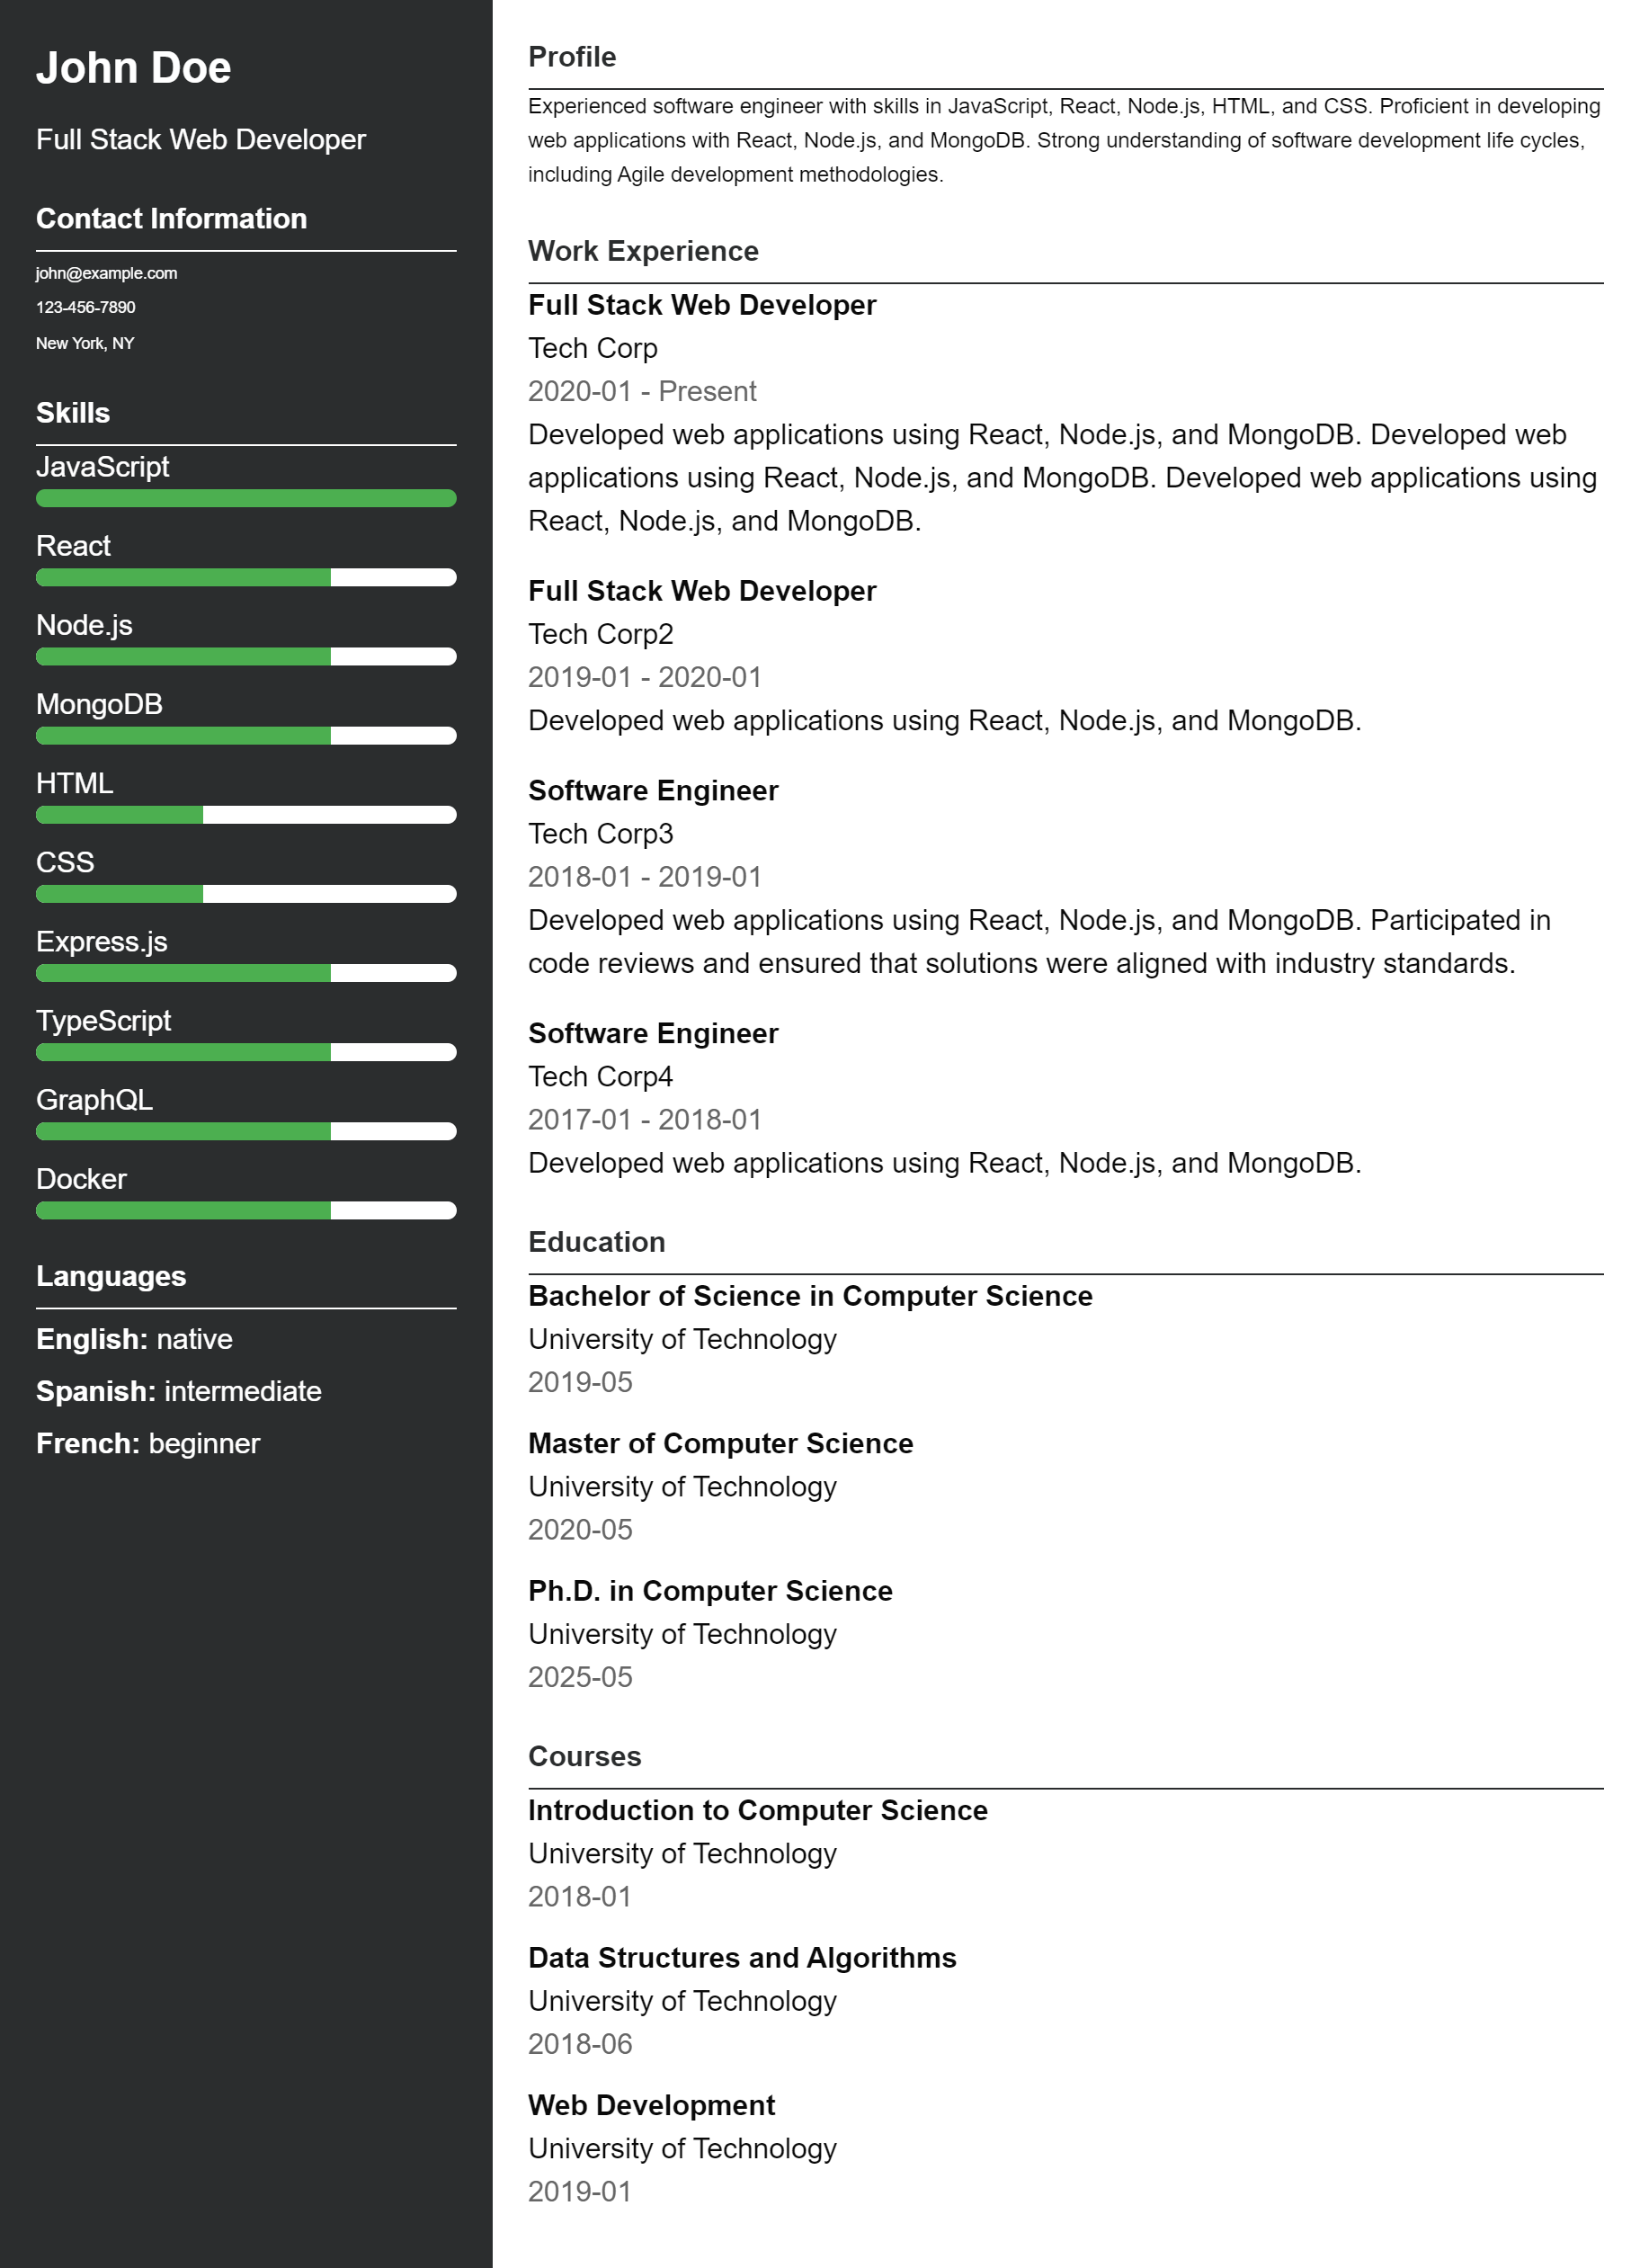 John Doe
Full Stack Web Developer
Contact Information
john@example.com
123-456-7890
New York, NY
Skills
JavaScript
React
Node.js
MongoDB
HTML
CSS
Express.js
TypeScript
GraphQL
Docker
Languages
English: native
Spanish: intermediate
French: beginner
Profile
Experienced software engineer with skills in JavaScript, React, Node.js, HTML, and CSS. Proficient in developing
web applications with React, Node.js, and MongoDB. Strong understanding of software development life cycles,
including Agile development methodologies.
Work Experience
Full Stack Web Developer
Tech Corp
2020-01 - Present
Developed web applications using React, Node.js, and MongoDB. Developed web
applications using React, Node.js, and MongoDB. Developed web applications using
React, Node.js, and MongoDB.
Full Stack Web Developer
Tech Corp2
2019-01 - 2020-01
Developed web applications using React, Node.js, and MongoDB.
Software Engineer
Tech Corp3
2018-01 - 2019-01
Developed web applications using React, Node.js, and MongoDB. Participated in
code reviews and ensured that solutions were aligned with industry standards.
Software Engineer
Tech Corp4
2017-01 - 2018-01
Developed web applications using React, Node.js, and MongoDB.
Education
Bachelor of Science in Computer Science
University of Technology
2019-05
Master of Computer Science
University of Technology
2020-05
Ph.D. in Computer Science
University of Technology
2025-05
Courses
Introduction to Computer Science
University of Technology
2018-01
Data Structures and Algorithms
University of Technology
2018-06
Web Development
University of Technology
2019-01